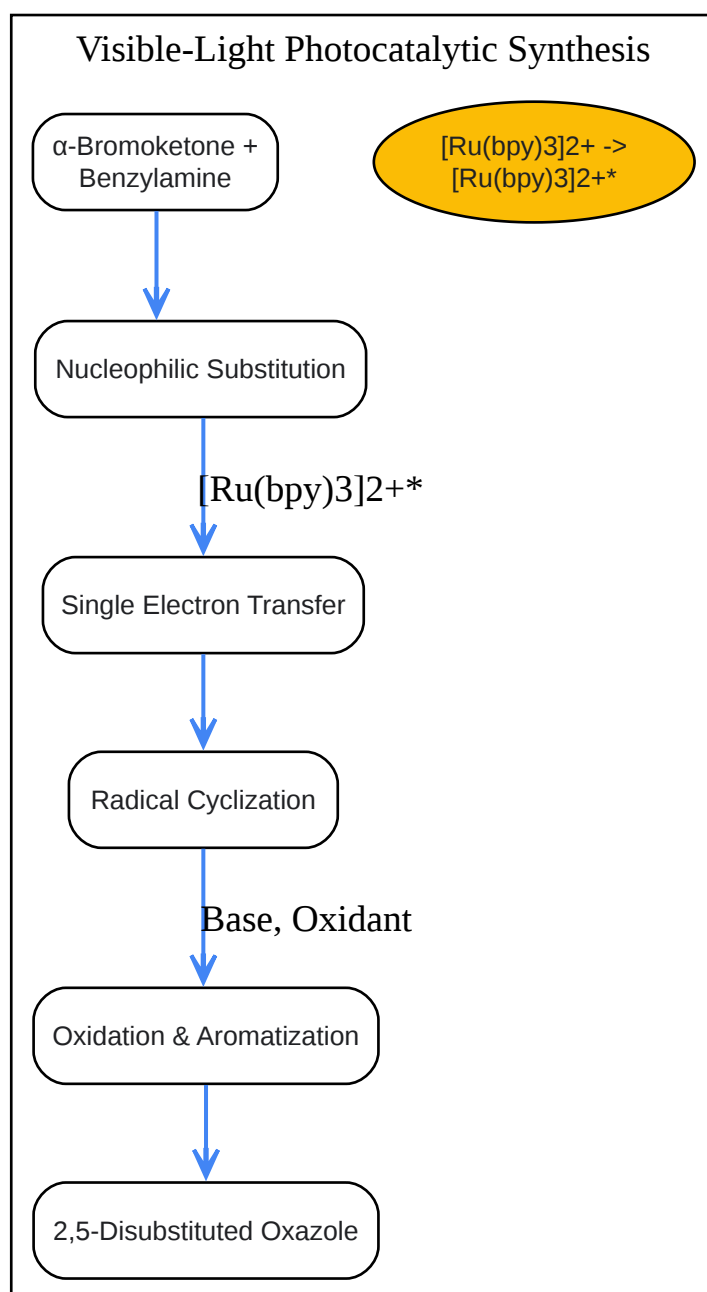 Visible-Light Photocatalytic Synthesis
α-Bromoketone +
Benzylamine
[Ru(bpy)3]2+ ->
[Ru(bpy)3]2+*
Nucleophilic Substitution
[Ru(bpy)3]2+*
Single Electron Transfer
Radical Cyclization
Base, Oxidant
Oxidation & Aromatization
2,5-Disubstituted Oxazole